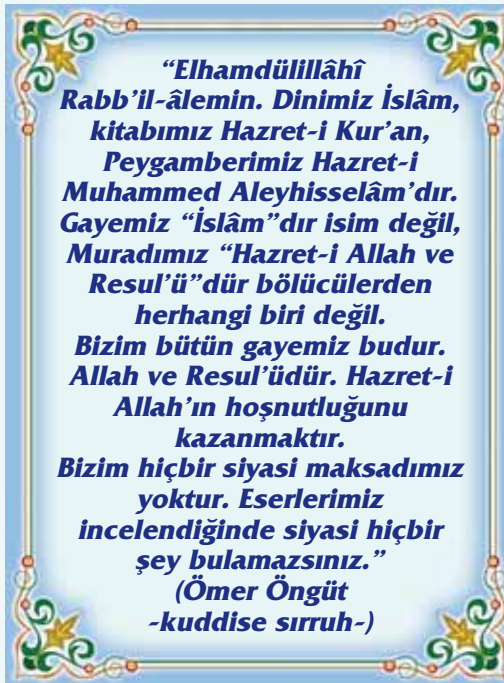 “Elhamdülillâhî
Rabb’il-âlemin. Dinimiz İslâm,
kitabımız Hazret-i Kur’an,
Peygamberimiz Hazret-i
Muhammed Aleyhisselâm’dır.
Gayemiz “İslâm”dır isim değil,
Muradımız “Hazret-i Allah ve
Resul’ü”dür bölücülerden
herhangi biri değil.
Bizim bütün gayemiz budur.
Allah ve Resul’üdür. Hazret-i
Allah’ın hoşnutluğunu
kazanmaktır.
Bizim hiçbir siyasi maksadımız
yoktur. Eserlerimiz
incelendiğinde siyasi hiçbir
şey bulamazsınız.”
(Ömer Öngüt
-kuddise sırruh-)